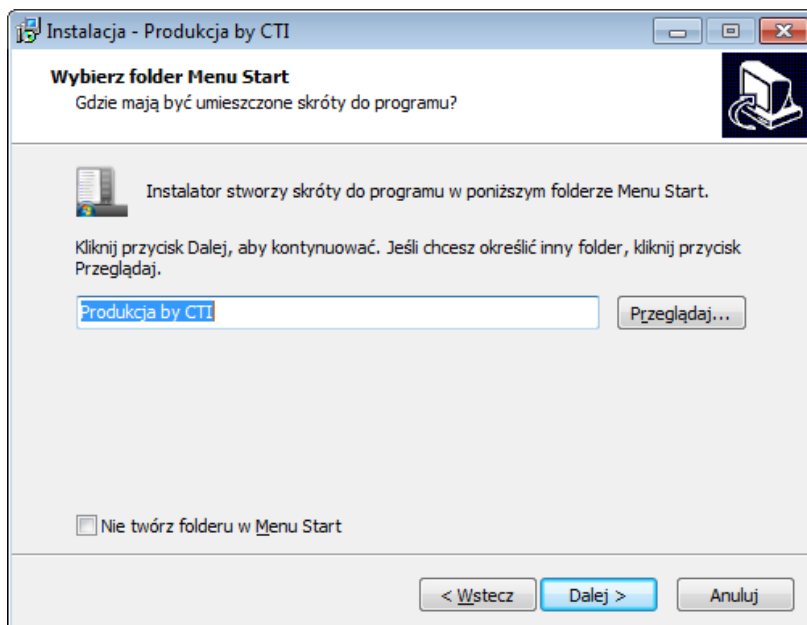 Instalacja - Produkcja by CTI
Wybierz folder Menu Start
Gdzie mają być umieszczone skróty do programu?
Instalator stworzy skróty do programu w poniższym folderze Menu Start.
Kliknij przycisk Dalej, aby kontynuować. Jeśli chcesz określić inny folder, kliknij przycisk
Przeglądaj.
Produkcja by CTI
Przeglądaj...
Nie twórz folderu w Menu Start
< Wstecz
Dalej >
Anuluj